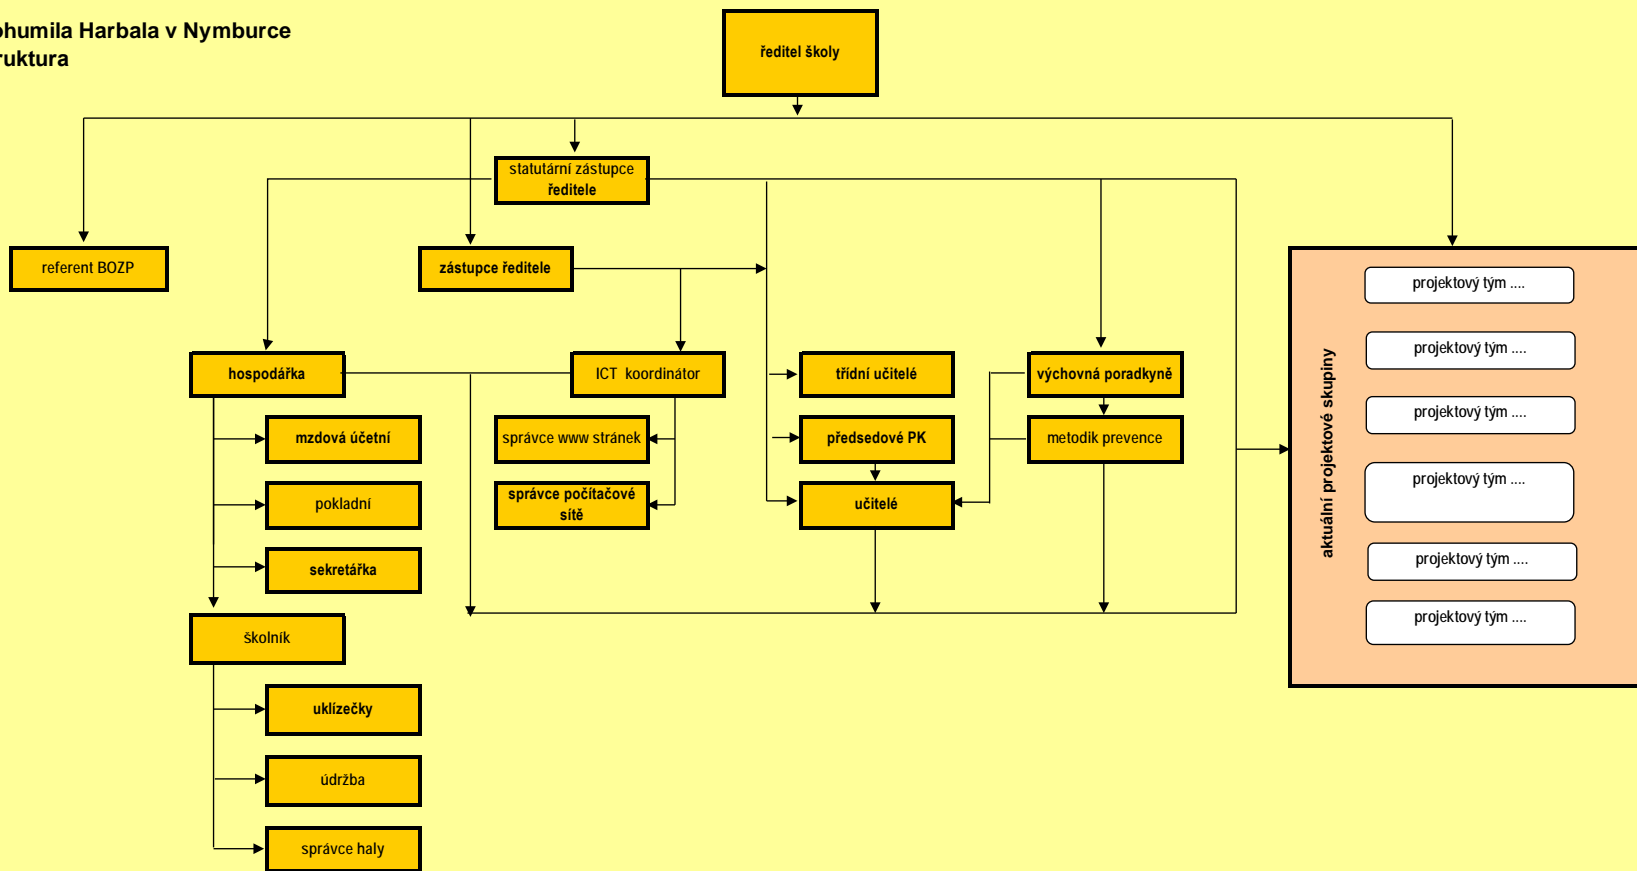 ohumila Harbala v Nymburce
ruktura
ředitel školy
statutární zástupce
ředitele
referent BOZP
zástupce ředitele
hospodářka
ICT koordinátor
třídní učitelé
výchovná poradkyně
mzdová účetní
správce www stránek
předsedové PK
metodik prevence
pokladní
správce počítačové
sítě
učitelé
sekretářka
školník
uklízečky
údržba
správce haly
aktuální projektové skupiny
projektový tým ....
projektový tým ....
projektový tým ....
projektový tým ....
projektový tým ....
projektový tým ....